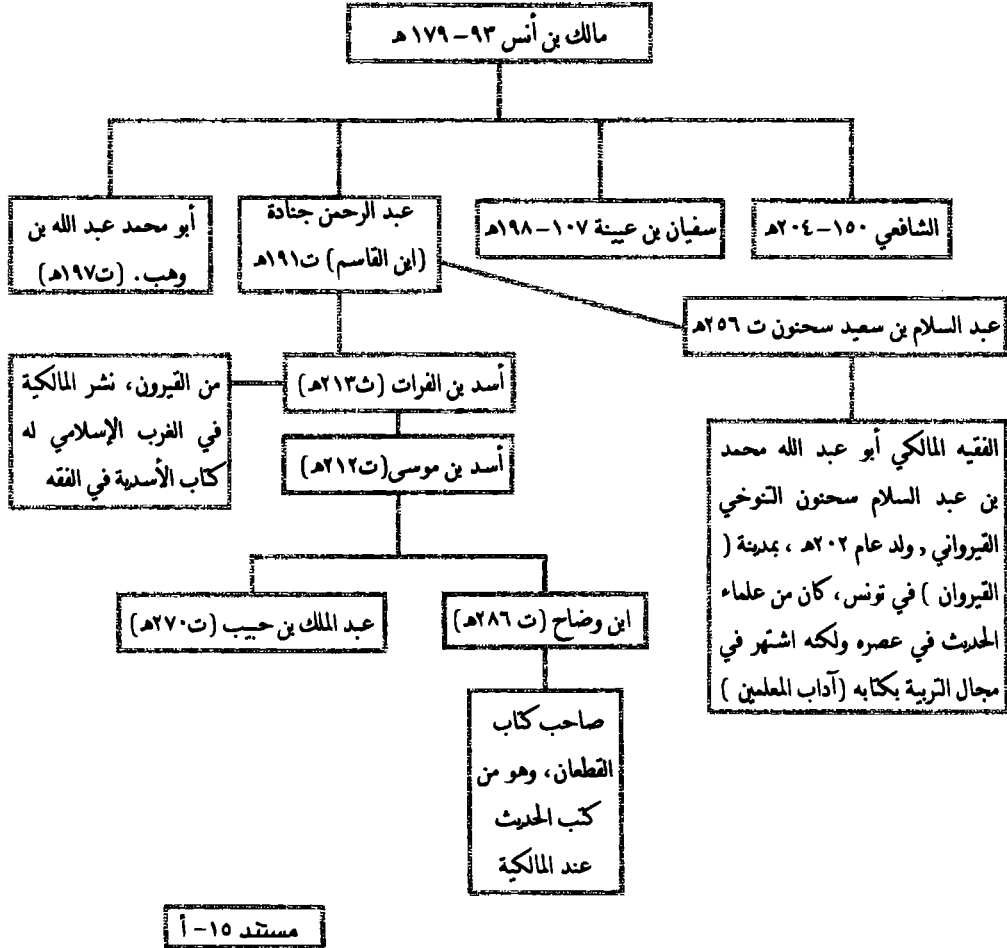 مالك بن أنس ٩٣-١٧٩ هـ
الشافعي ١٥٠-٢٠٤هـ
سفيان بن عيينة ١٠٧-١٩٨هـ
عبد الرحمن جنادة
(ابن القاسم) ت١٩١هـ
أبو محمد عبد الله بن
وهب. (ت١٩٧هـ)
عبد السلام بن سعيد سحنون ت ٢٥٦هـ
أسد بن الفرات (ث٢١٣هـ)
من القيرون، نشر المالكية
في الغرب الإسلامي له
كتاب الأسدية في الفقه
أسد بن موسى(ت٢١٢هـ)
الفقيه المالكي أبو عبد الله محمد
بن عبد السلام سحنون التنوخي
القيرواني , ولد عام ٢٠٢هـ ، بمدينة (
القيروان ) في تونس، كان من علماء
الحديث في عصره ولكنه اشتهر في
مجال التربية بكتابه (آداب المعلمين )
ابن وضاح (ت ٢٨٦هـ)
عبد الملك بن حبيب (ت٢٧٠هـ)
صاحب كتاب
القطعان، وهو من
كتب الحديث
عند المالكية
مستند ١٥- أ